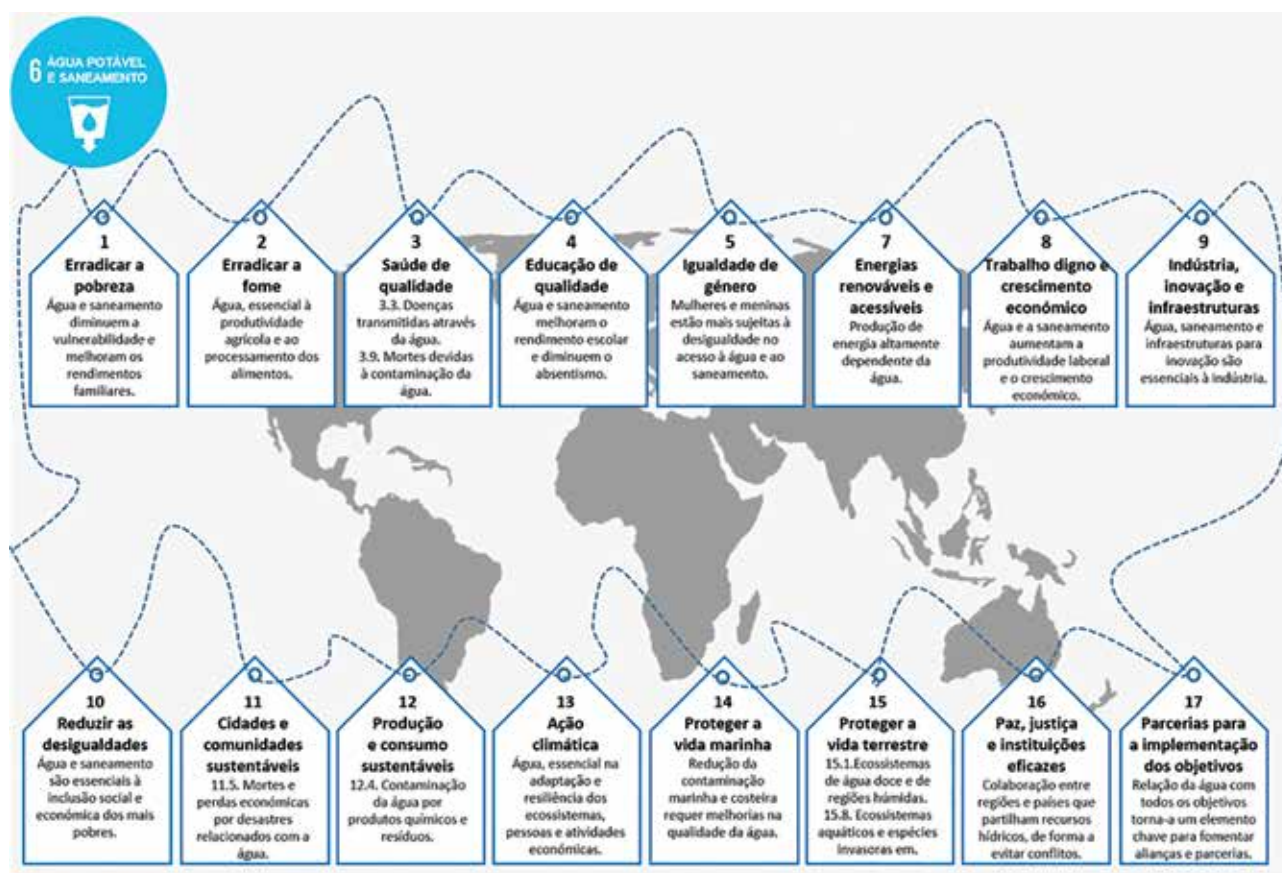 6 ÁGUA POTÁVEL
E SANEAMENTO
1
Erradicar a
pobreza
Água e saneamento
diminuem a
vulnerabilidade e
melhoram os
rendimentos
familiares.
2
Erradicar a
fome
Água, essencial à
produtividade
agrícola e ao
processamento dos
alimentos.
3
Saúde de
qualidade
3.3. Doenças
transmitidas através
da água.
3.9. Mortes devidas
à contaminação da
água.
4
Educação de
qualidade
Água e saneamento
melhoram o
rendimento escolar
e diminuem o
absentismo.
5
Igualdade de
género
Mulheres e meninas
estão mais sujeitas à
desigualdade no
acesso à água e ao
saneamento.
7
Energias
renováveis e
acessíveis
Produção de
energia altamente
dependente da
água.
8
Trabalho digno e
crescimento
económico
Água e a saneamento
aumentam a
produtividade laboral
e o crescimento
económico.
9
Indústria,
inovação e
infraestruturas
Água, saneamento e
infraestruturas para
inovação são
essenciais à indústria.
10
Reduzir as
desigualdades
Água e saneamento
são essenciais à
inclusão social e
económica dos mais
pobres.
11
Cidades e
comunidades
sustentáveis
11.5. Mortes e
perdas económicas
por desastres
relacionados com a
água.
12
Produção
e consumo
sustentáveis
12.4. Contaminação
da água por
produtos químicos e
resíduos.
13
Ação
climática
Água, essencial na
adaptação e
resiliência dos
ecossistemas,
pessoas e atividades
económicas.
14
Proteger a
vida marinha
Redução da
contaminação
marinha e costeira
requer melhorias na
qualidade da água.
15
Proteger a
vida terrestre
15.1.Ecossistemas
de água doce e de
regiões húmidas.
15.8. Ecossistemas
aquáticos e espécies
invasoras em.
16
Paz, justiça
e instituições
eficazes
Colaboração entre
regiões e países que
partilham recursos
hídricos, de forma a
evitar conflitos.
17
Parcerias para
a implementação
dos objetivos
Relação da água com
todos os objetivos
torna-a um elemento
chave para fomentar
alianças e parcerias.